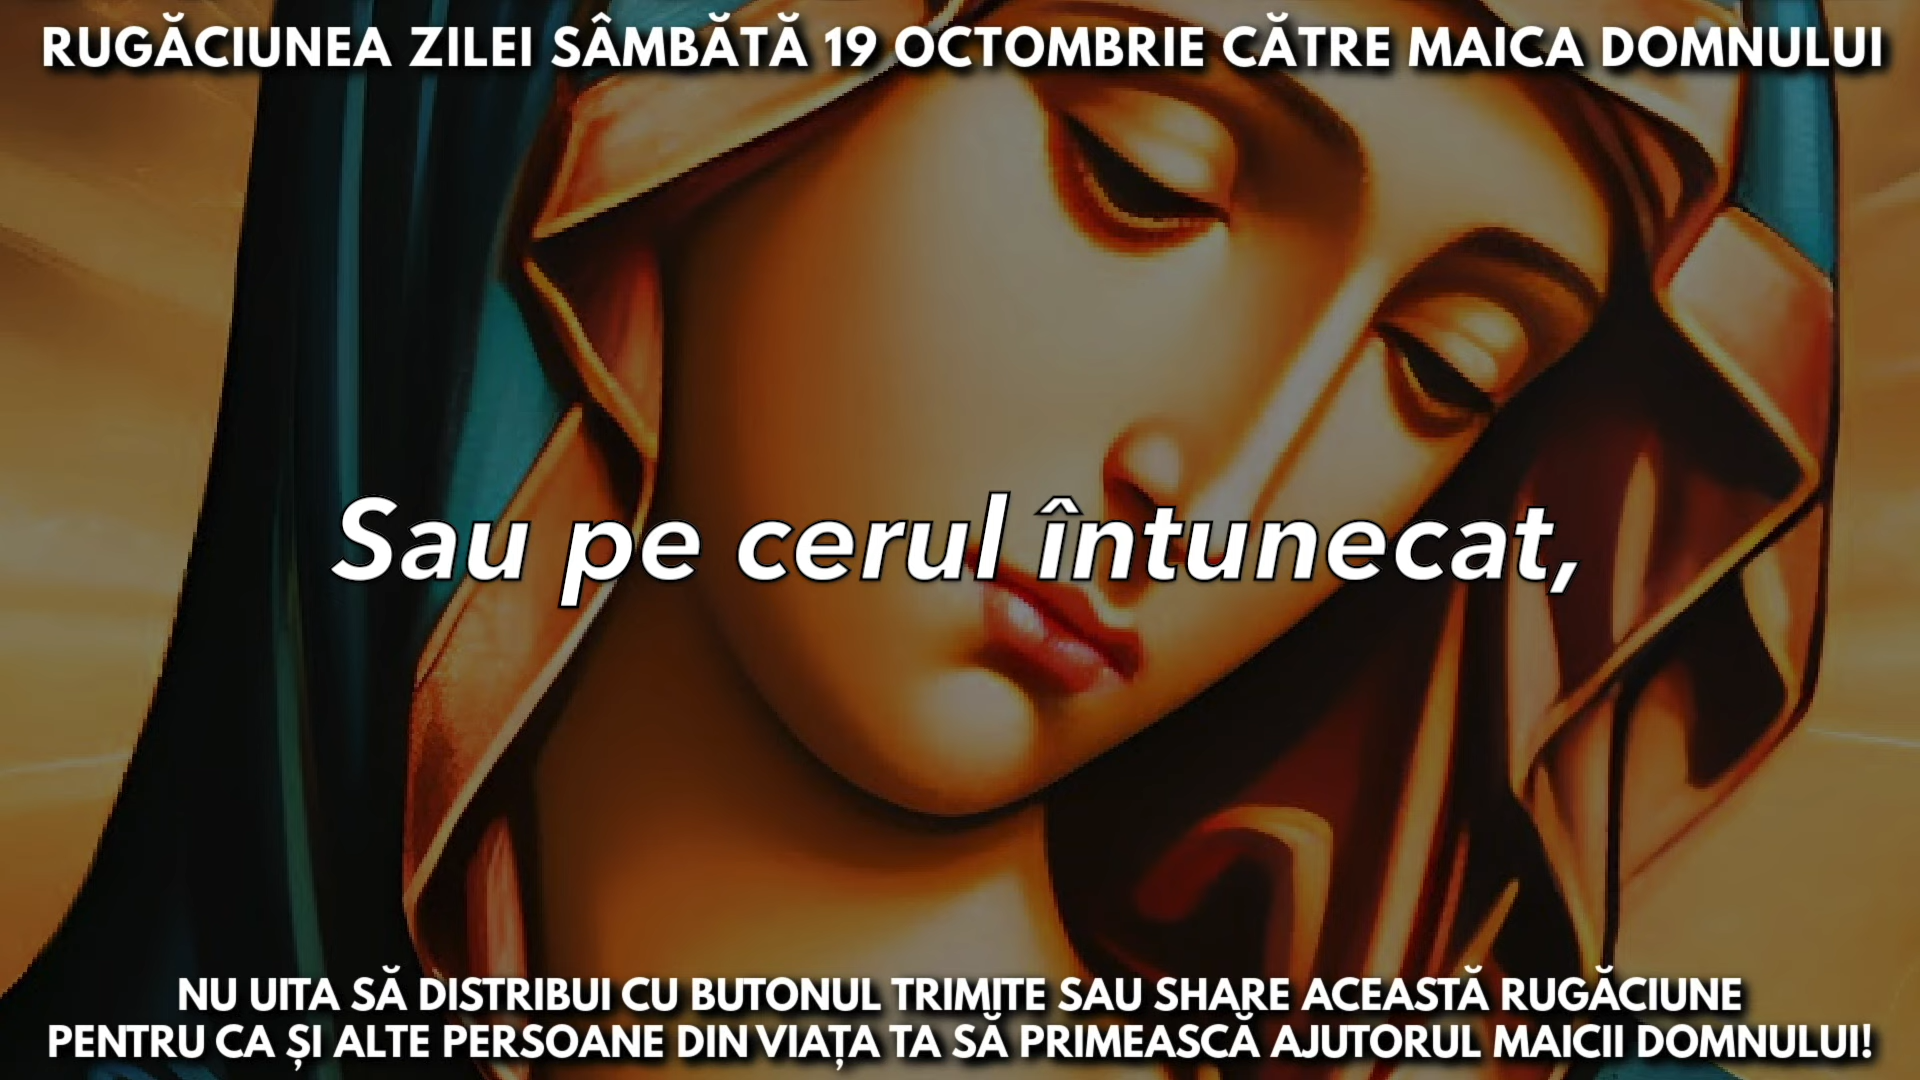 RUGĂCIUNEA ZILEI SÂMBĂTĂ 19 OCTOMBRIE CĂTRE MAICA DOMNULUI
Sau pe cerul întunecat,
NU UITA SĂ DISTRIBUI CU BUTONUL TRIMITE SAU SHARE ACEASTĂ RUGĂCIUNE
PENTRU CA ȘI ALTE PERSOANE DIN VIAȚA TA SĂ PRIMEASCĂ AJUTORUL MAICII DOMNULUI!